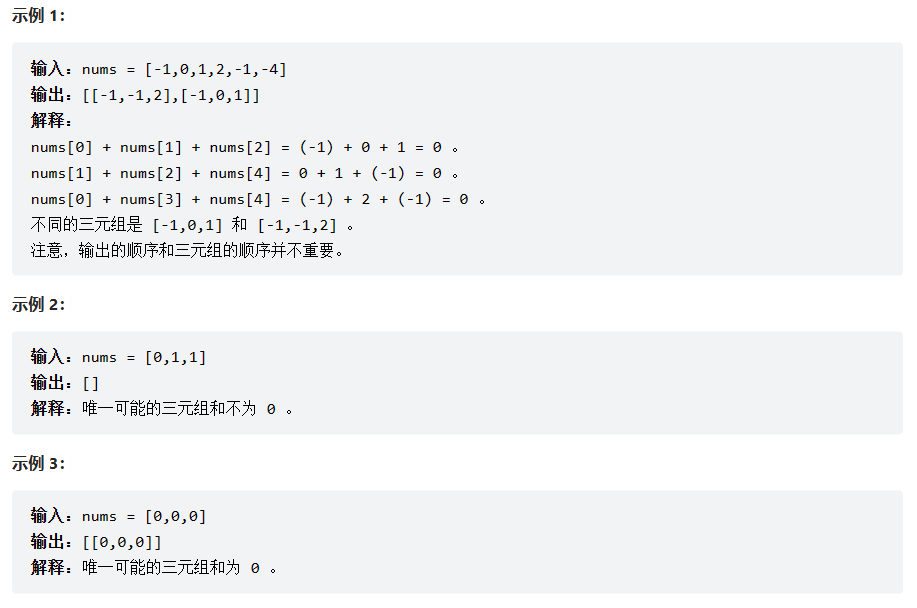 示例 1：
输入：nums = [-1,0,1,2,-1,-4]
输出：[[-1,-1,2],[-1,0,1]]
解释：
nums[0] + nums[1] + nums[2] = (-1) + 0 + 1 = 0 。
nums[1] + nums[2] + nums[4] = 0 + 1 + (-1) = 0 。
nums[0] + nums[3] + nums[4] = (-1) + 2 + (-1) = 0 。
不同的三元组是 [-1,0,1] 和 [-1,-1,2] 。
注意，输出的顺序和三元组的顺序并不重要。
示例 2：
输入：nums = [0,1,1]
输出：[]
解释：唯一可能的三元组和不为 0 。
示例 3：
输入：nums = [0,0,0]
输出：[[0,0,0]]
解释：唯一可能的三元组和为 0 。